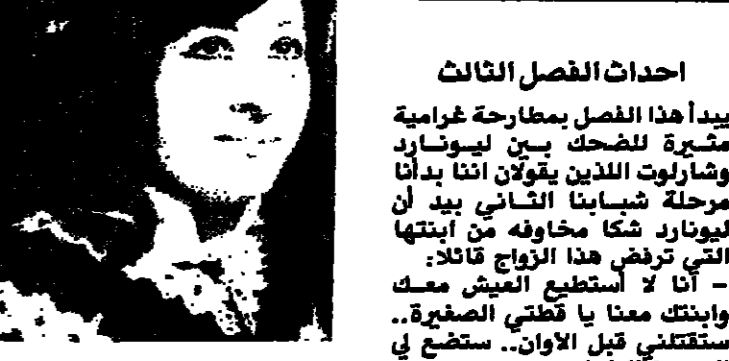 احداث الفصل الثالث
يبدأ هذا الفصل بمطارحة غرامية
مثيرة للضحك بين ليونارد
وشارلوت اللذين يقولان اننا بدأنا
مرحلة شبابنا الثاني بيد أن
ليونارد شكا مخاوفه من ابنتها
التي ترفض هذا الزواج قائلا:
- أنا لا أستطيع العيش معك
وابنتك معنا يا قطتي الصغيرة..
ستقتلني قبل الأوان.. ستضع لي